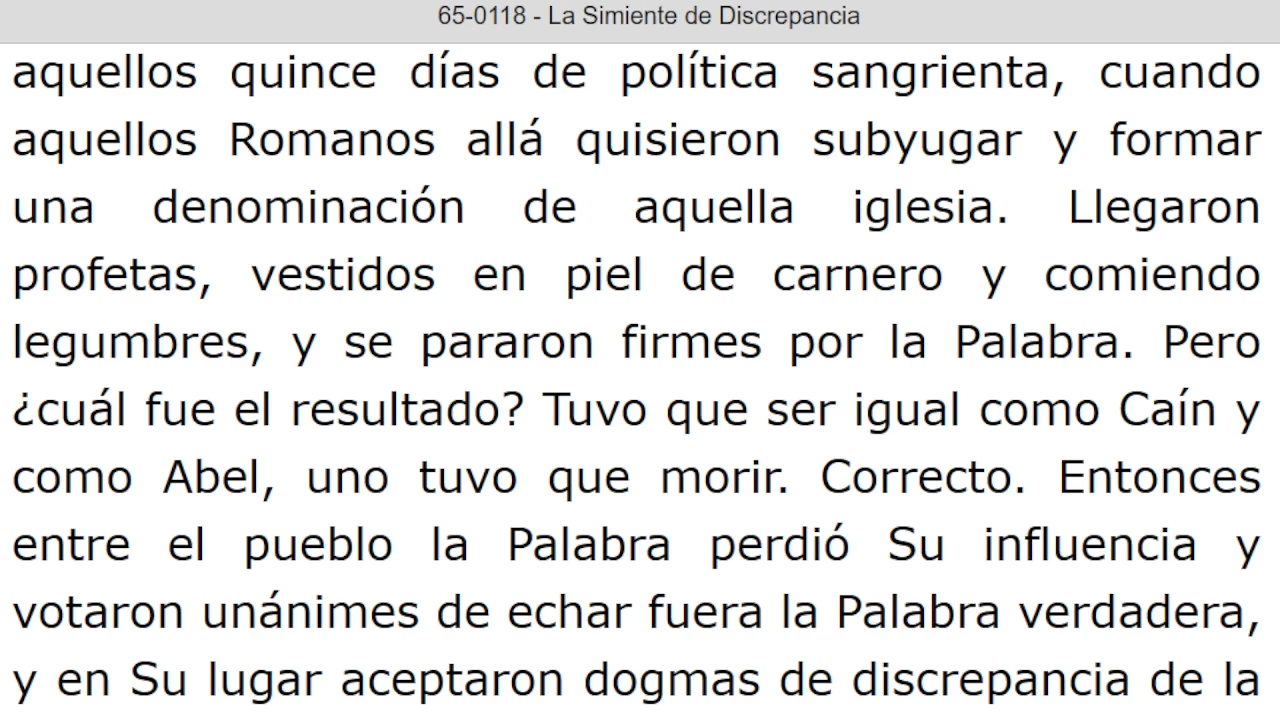 65-0118 - La Simiente de Discrepancia
aquellos quince días de política sangrienta, cuando
aquellos Romanos allá quisieron subyugar y formar
una denominación de aquella iglesia. Llegaron
profetas, vestidos en piel de carnero y comiendo
legumbres, y se pararon firmes por la Palabra. Pero
¿cuál fue el resultado? Tuvo que ser igual como Caín y
como Abel, uno tuvo que morir. Correcto. Entonces
entre el pueblo la Palabra perdió Su influencia y
votaron unánimes de echar fuera la Palabra verdadera,
y en Su lugar aceptaron dogmas de discrepancia de la